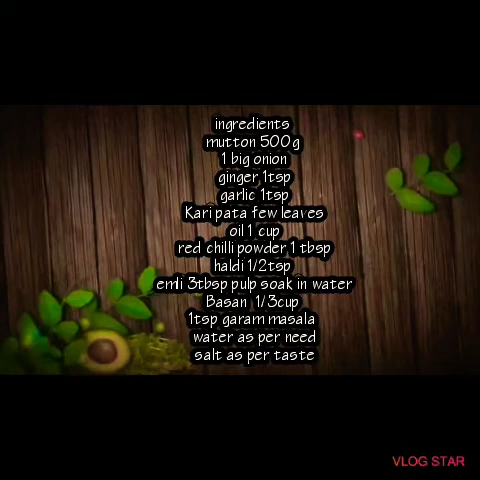 ingredients
mutton 500g
1 big onion
ginger 1tsp
garlic 1tsp
Kari pata few leaves
oil 1 cup
red chilli powder 1 tbsp
haldi 1/2tsp
emli 3tbsp pulp soak in water
Basan 1/3cup
1tsp garam masala
water as per need
salt as per taste
VLOG STAR